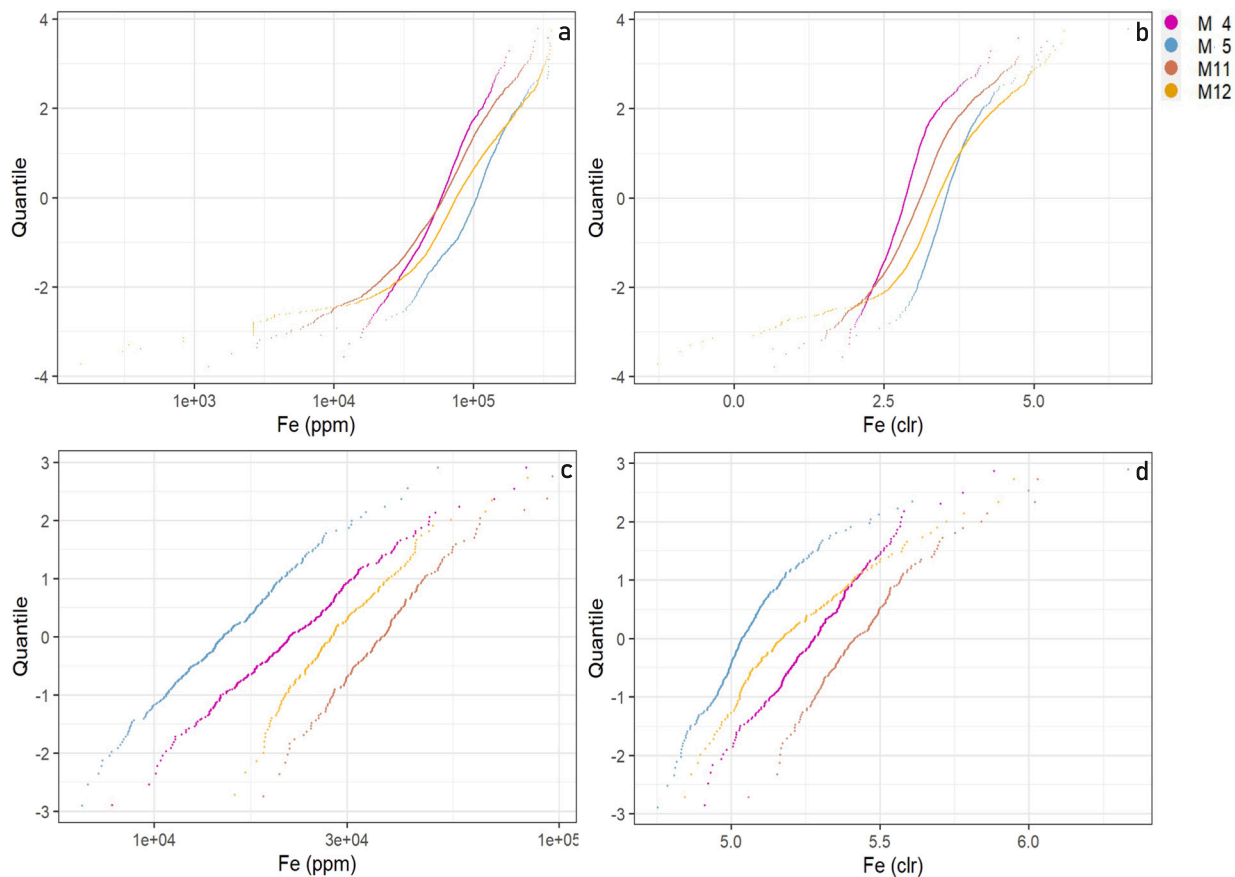 a
4
2
0
-2
-4
Quantile
1e+03
1e+04
1e+05
Fe (ppm)
b
4
2
0
-2
-4
Quantile
0.0
2.5
5.0
Fe (clr)
M 4
M 5
M11
M12
c
3
2
1
0
-1
-2
-3
Quantile
1e+04
3e+04
1e+05
Fe (ppm)
d
3
2
1
0
-1
-2
-3
Quantile
5.0
5.5
6.0
Fe (clr)